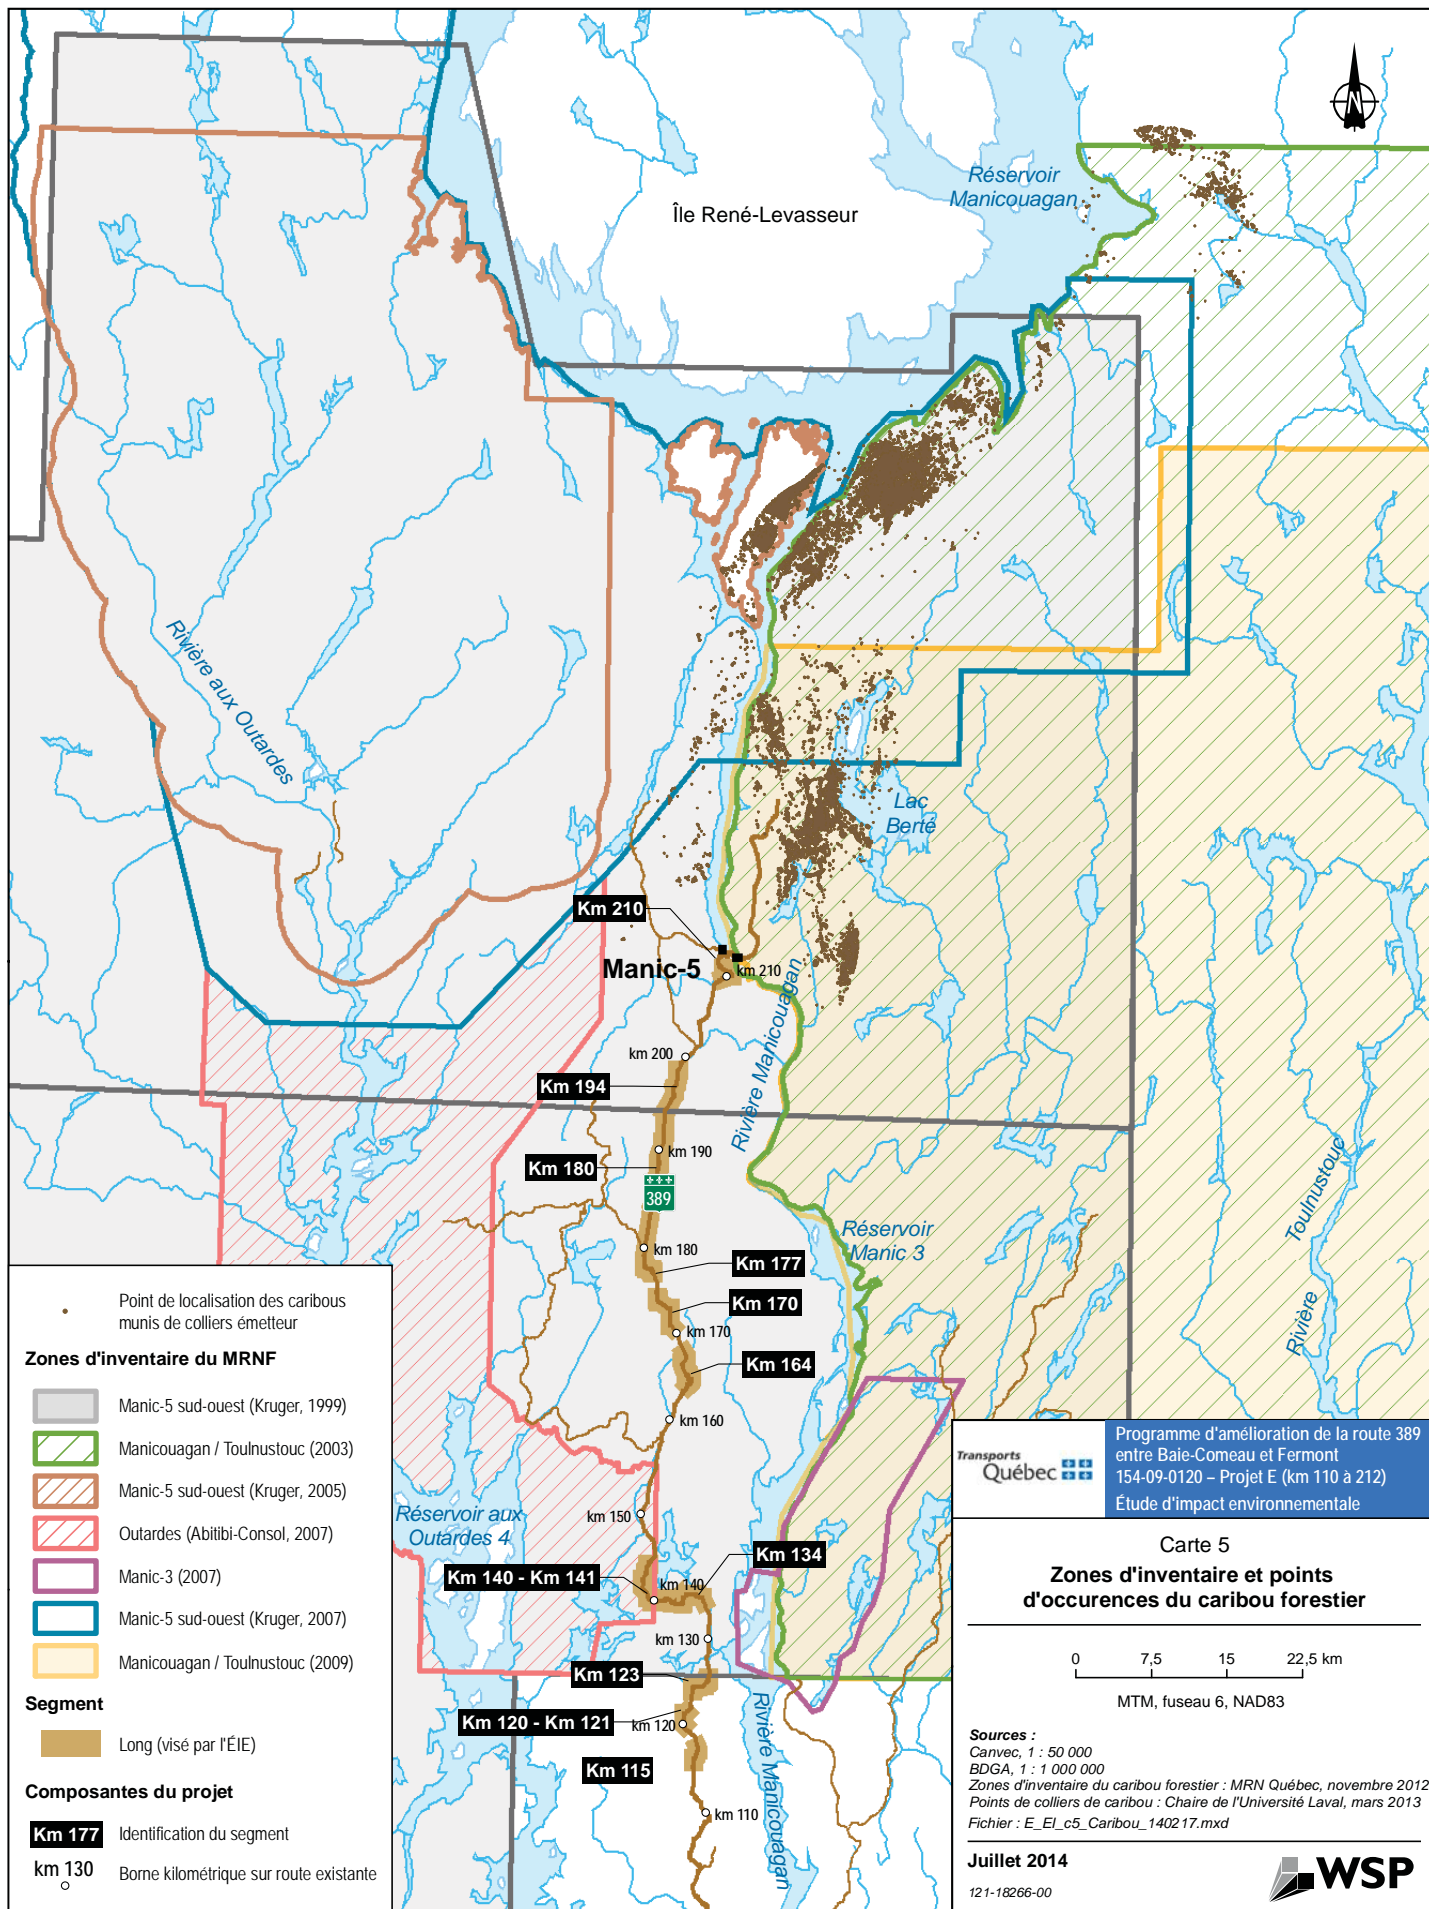 N
Réservoir
Manicouagan
Île René-Levasseur
Rivière aux Outardes
Lac
Berté
Km 210
Manic-5
km 210
Rivière Manicouagan
km 200
Km 194
km 190
Km 180
389
Toulnustouc
Rivière
Réservoir
Manic 3
km 180
Km 177
Km 170
km 170
Km 164
km 160
Réservoir aux
Outardes 4
km 150
Km 134
Km 140 - Km 141
km 140
km 130
Km 123
Km 120 - Km 121
km 120
Km 115
km 110
Rivière Manicouagan
Point de localisation des caribous
munis de colliers émetteur
Zones d'inventaire du MRNF
Manic-5 sud-ouest (Kruger, 1999)
Manicouagan / Toulnustouc (2003)
Manic-5 sud-ouest (Kruger, 2005)
Outardes (Abitibi-Consol, 2007)
Manic-3 (2007)
Manic-5 sud-ouest (Kruger, 2007)
Manicouagan / Toulnustouc (2009)
Segment
Long (visé par l'ÉIE)
Composantes du projet
Km 177 Identification du segment
km 130 Borne kilométrique sur route existante
Transports
Québec
Programme d'amélioration de la route 389
entre Baie-Comeau et Fermont
154-09-0120 – Projet E (km 110 à 212)
Étude d'impact environnementale
Carte 5
Zones d'inventaire et points
d'occurences du caribou forestier
0 7,5 15 22,5 km
MTM, fuseau 6, NAD83
Sources :
Canvec, 1 : 50 000
BDGA, 1 : 1 000 000
Zones d'inventaire du caribou forestier : MRN Québec, novembre 2012
Points de colliers de caribou : Chaire de l'Université Laval, mars 2013
Fichier : E_EI_c5_Caribou_140217.mxd
Juillet 2014
121-18266-00
WSP